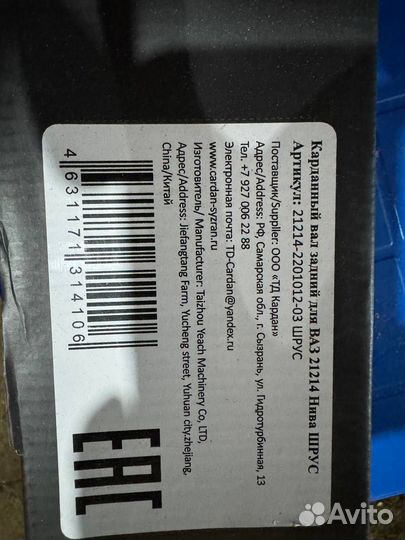 Карданный вал задний для ВАЗ 21214 Нива ШРУС
Артикул: 21214-2201012-03 ШРУС
Поставщик/supplier: ООО «ТД Кардан»
Адрес/Address: РФ, Самарская обл., г. Сызрань, ул. Гидротурбинная, 13
Тел. +7 927 006 22 88
Электронная почта: TD-Cardan@yandex.ru
www.cardan-syzran.ru
Изготовитель/ Manufacturer: Taizhou Yeach Machinery Co, LTD,
Адрес/Address: Jiefangtang Farm, Yucheng street, Yuhuan city.zhejiang,
China/Китай
4 631171 314106
EAC
Avito